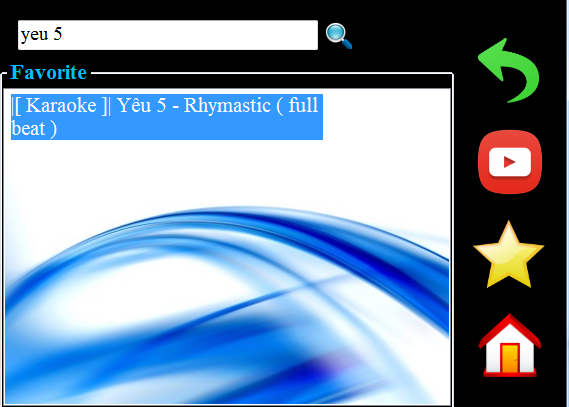 yeu 5
Favorite
|[ Karaoke ]| Yêu 5 - Rhymastic ( full
beat )